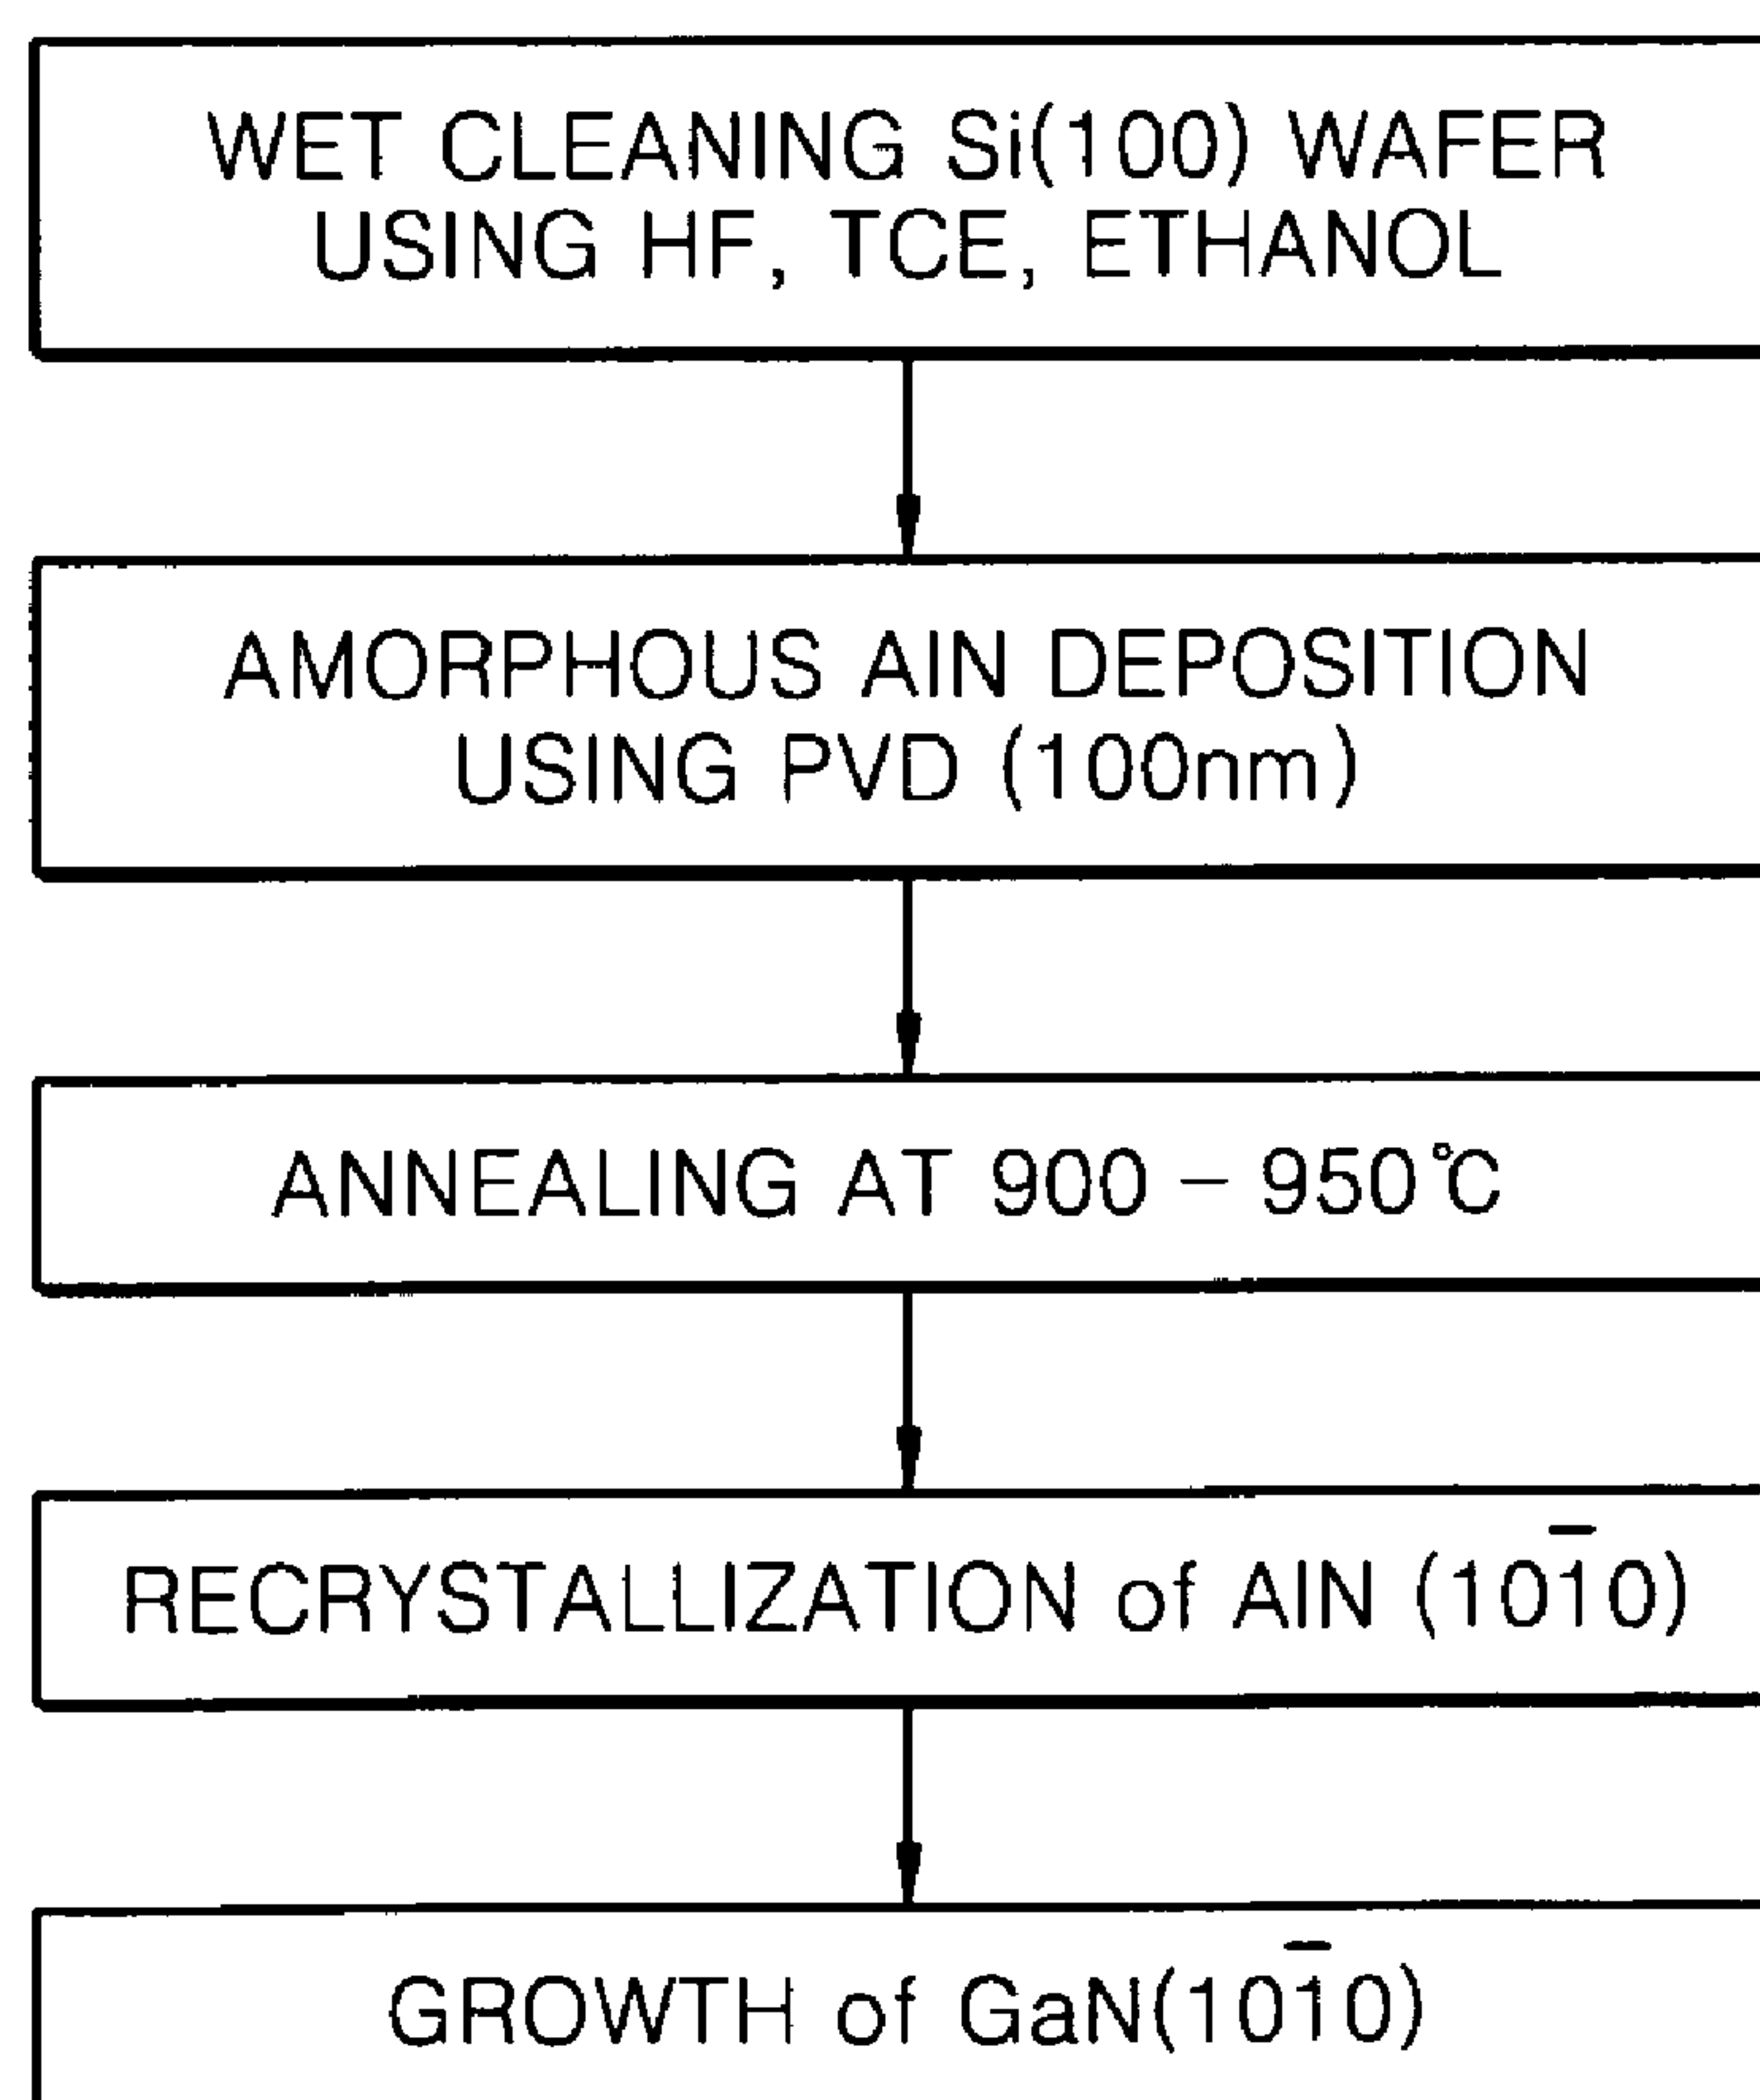 WET CLEANING Si(100) WAFER
USING HF, TCE, ETHANOL
AMORPHOUS AlN DEPOSITION
USING PVD (100nm)
ANNEALING AT 900 – 950℃
RECRYSTALLIZATION of AlN (101̅0)
GROWTH of GaN(101̅0)